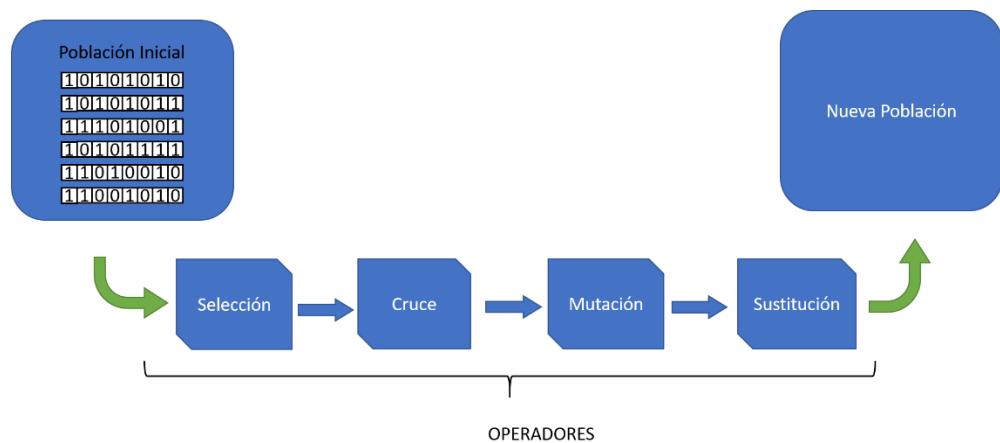 Población Inicial
10101010
10101011
11101001
10101111
11010010
11001010
Nueva Población
Selección
Cruce
Mutación
Sustitución
OPERADORES